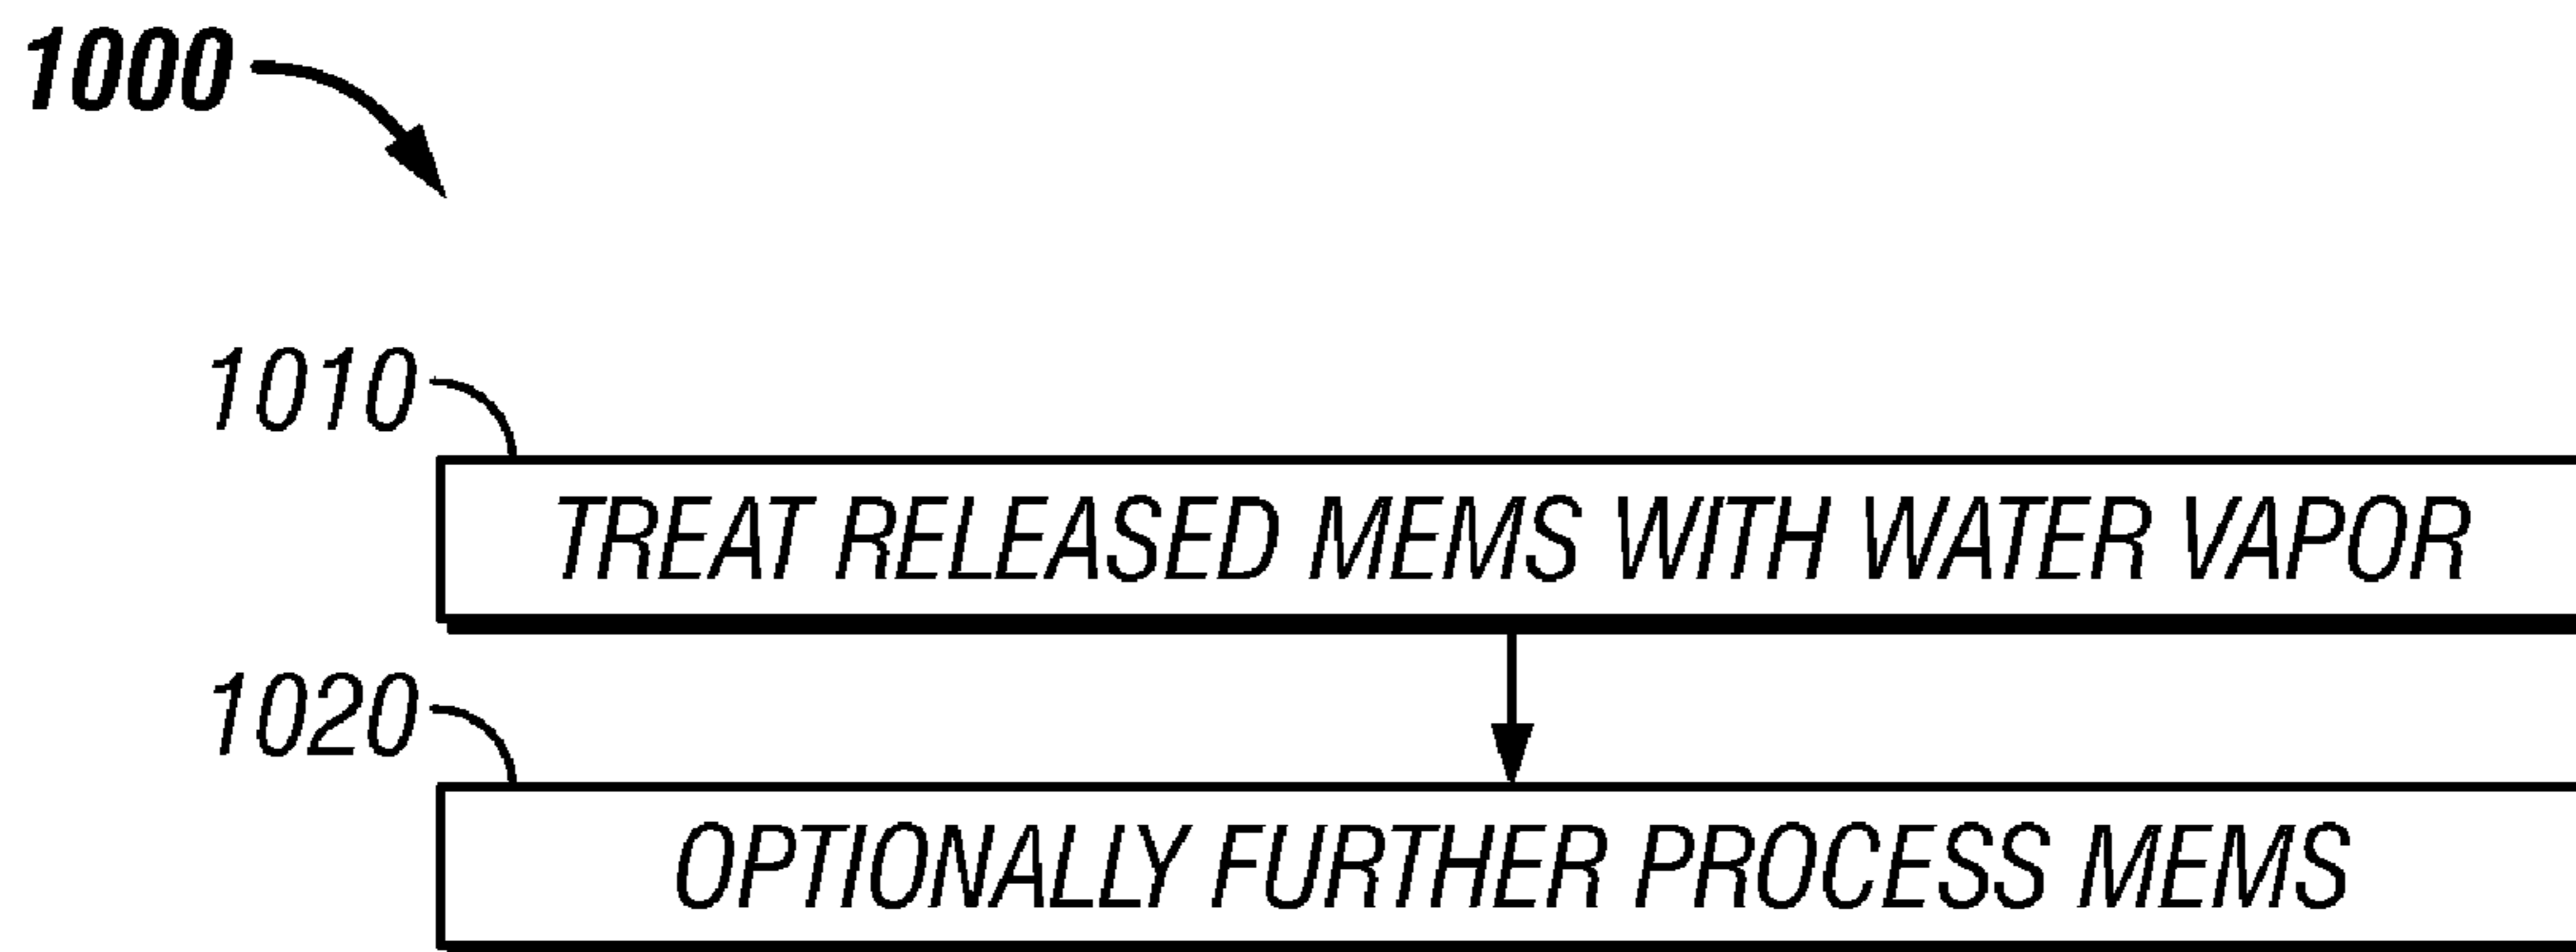 1000
1010
TREAT RELEASED MEMS WITH WATER VAPOR
1020
OPTIONALLY FURTHER PROCESS MEMS